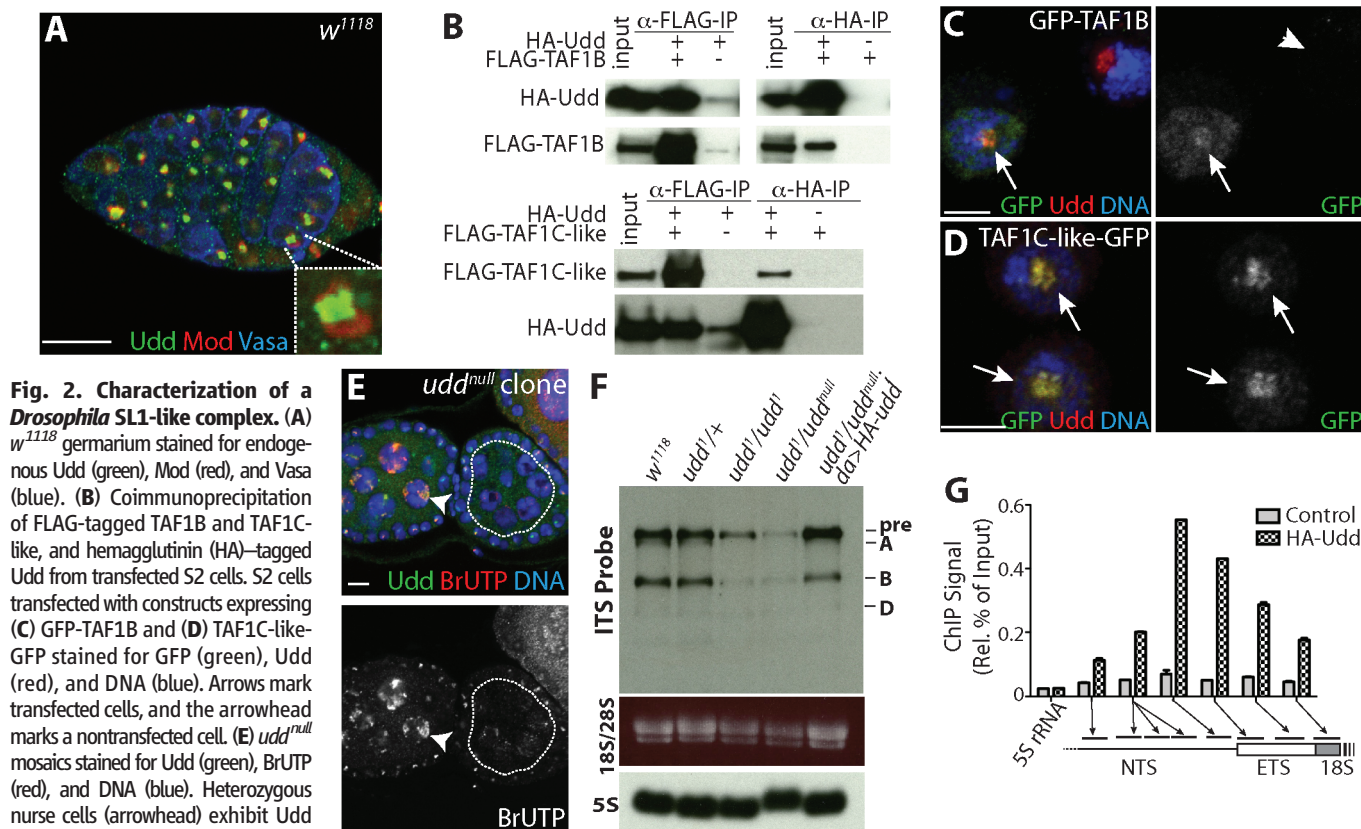 A
w1118
Udd Mod Vasa
B
input
α-FLAG-IP
α-HA-IP
input
HA-Udd + + + -
FLAG-TAF1B + - + +
HA-Udd
FLAG-TAF1B
α-FLAG-IP
α-HA-IP
input
HA-Udd + + + -
FLAG-TAF1C-like + - + +
FLAG-TAF1C-like
HA-Udd
C
GFP-TAF1B
GFP Udd DNA
GFP
D
TAF1C-like-GFP
GFP Udd DNA
GFP
Fig. 2. Characterization of a
Drosophila SL1-like complex. (A)
w1118 germarium stained for endoge-
nous Udd (green), Mod (red), and Vasa
(blue). (B) Coimmunoprecipitation
of FLAG-tagged TAF1B and TAF1C-
like, and hemagglutinin (HA)–tagged
Udd from transfected S2 cells. S2 cells
transfected with constructs expressing
(C) GFP-TAF1B and (D) TAF1C-like-
GFP stained for GFP (green), Udd
(red), and DNA (blue). Arrows mark
transfected cells, and the arrowhead
marks a nontransfected cell. (E) uddnull
mosaics stained for Udd (green), BrUTP
(red), and DNA (blue). Heterozygous
nurse cells (arrowhead) exhibit Udd
E
uddnull clone
Udd BrUTP DNA
BrUTP
F
w1118
udd1/+
udd1/udd1
udd1/uddnull
udd1/uddnull;
da>HA-udd
ITS Probe
pre
A
B
D
18S/28S
5S
G
Control
HA-Udd
ChIP Signal
(Rel. % of Input)
0.6
0.4
0.2
0
5S rRNA
NTS
ETS
18S